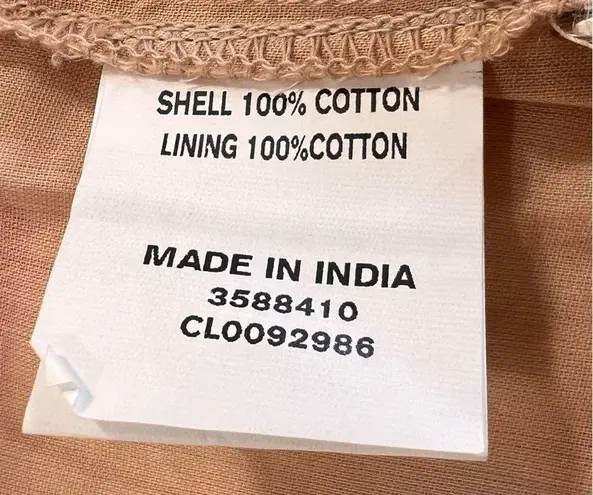 SHELL 100% COTTON
LINING 100%COTTON
MADE IN INDIA
3588410
CL0092986